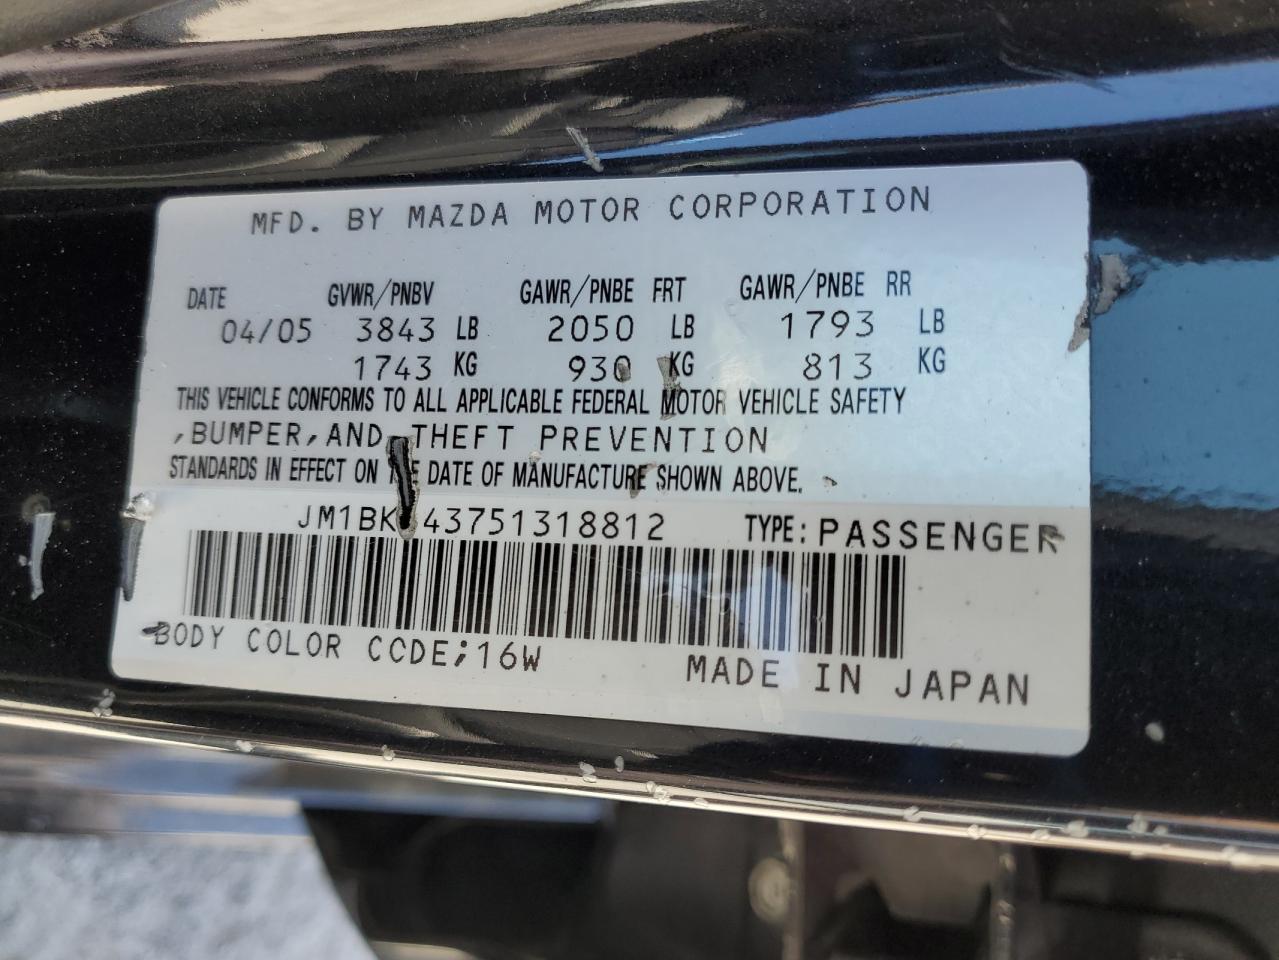 MFD. BY MAZDA MOTOR CORPORATION
DATE GVWR/PNBV GAWR/PNBE FRT GAWR/PNBE RR
04/05 3843 LB 2050 LB 1793 LB
1743 KG 930 KG 813 KG
THIS VEHICLE CONFORMS TO ALL APPLICABLE FEDERAL MOTOR VEHICLE SAFETY
,BUMPER,AND THEFT PREVENTION
STANDARDS IN EFFECT ON THE DATE OF MANUFACTURE SHOWN ABOVE.
TYPE: PASSENGER
BODY COLOR CODE;16W MADE IN JAPAN